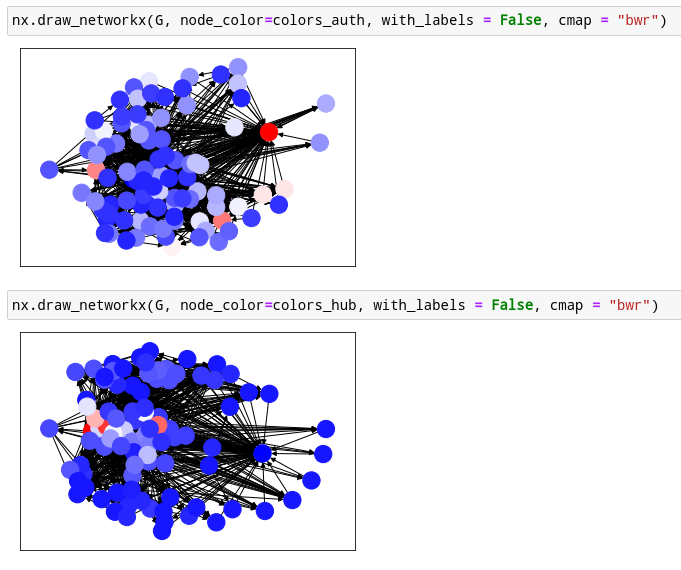 nx.draw_networkx(G, node_color=colors_auth, with_labels = False, cmap = "bwr")
nx.draw_networkx(G, node_color=colors_hub, with_labels = False, cmap = "bwr")